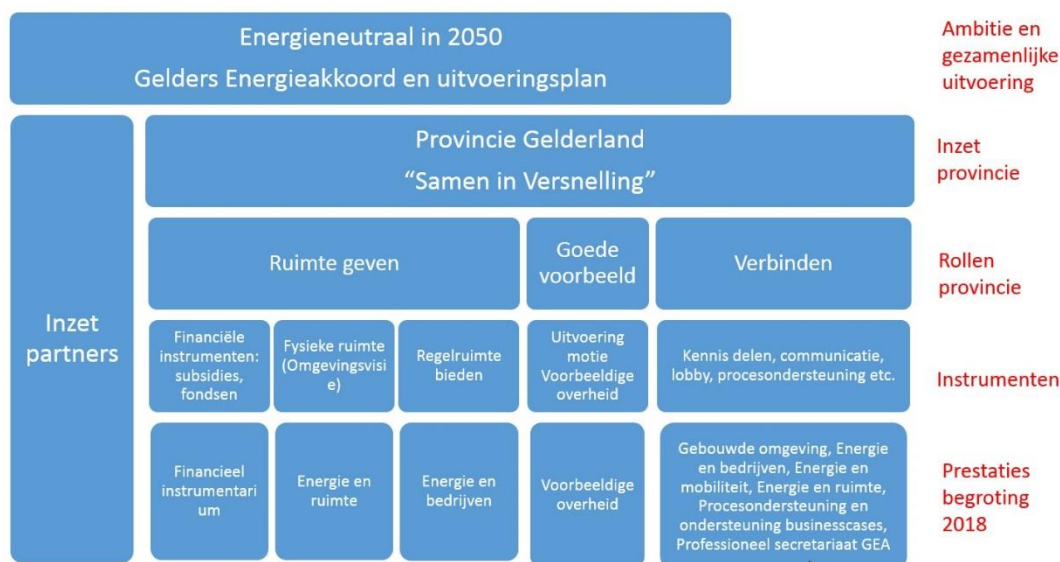 Energieneutraal in 2050
Gelders Energieakkoord en uitvoeringsplan
Ambitie en
gezamenlijke
uitvoering
Inzet
partners
Provincie Gelderland
“Samen in Versnelling”
Inzet
provincie
Ruimte geven
Goede
voorbeeld
Verbinden
Rollen
provincie
Financiële
instrumenten:
subsidies,
fondsen
Fysieke ruimte
(Omgevingsvisi
e)
Regelruimte
bieden
Uitvoering
motie
Voorbeeldige
overheid
Kennis delen, communicatie,
lobby, procesondersteuning etc.
Instrumenten
Financieel
instrumentari
um
Energie en
ruimte
Energie en
bedrijven
Voorbeeldige
overheid
Gebouwde omgeving, Energie
en bedrijven, Energie en
mobiliteit, Energie en ruimte,
Procesondersteuning en
ondersteuning businesscases,
Professioneel secretariaat GEA
Prestaties
begroting
2018